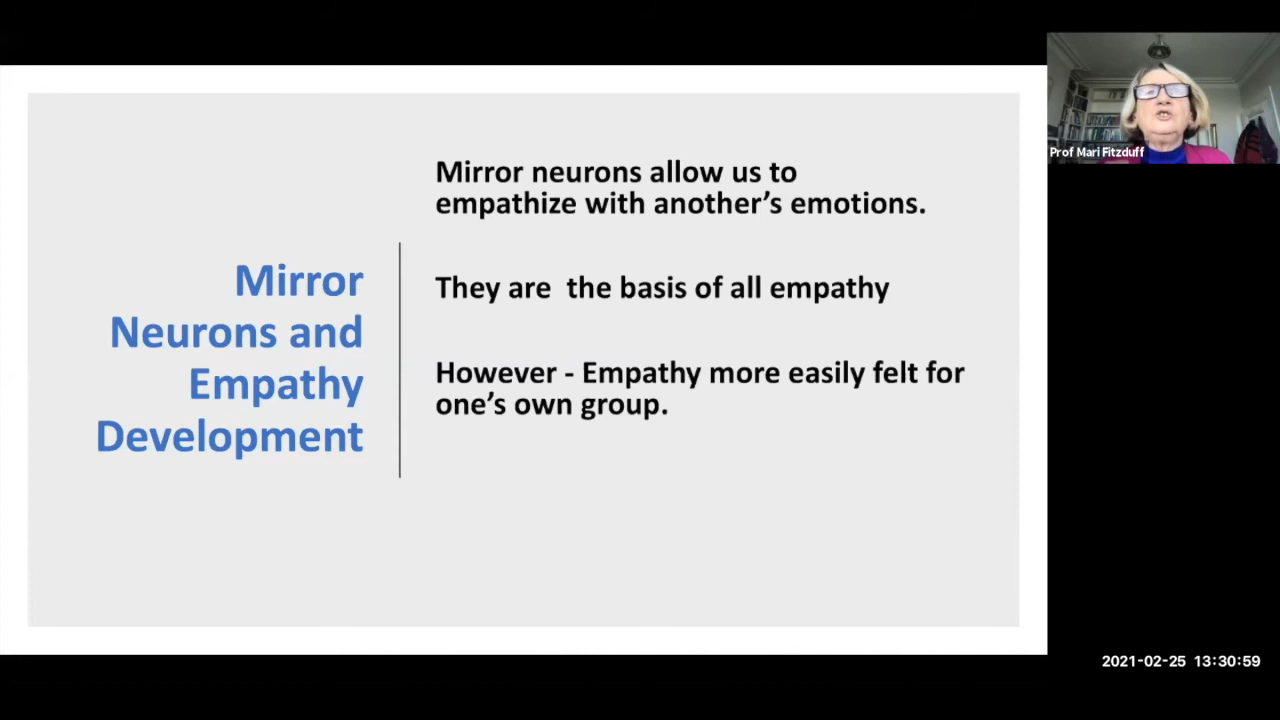 Mirror
Neurons and
Empathy
Development
Mirror neurons allow us to
empathize with another’s emotions.
They are  the basis of all empathy
However - Empathy more easily felt for
one’s own group.
Prof Mari Fitzduff
2021-02-25 13:30:59